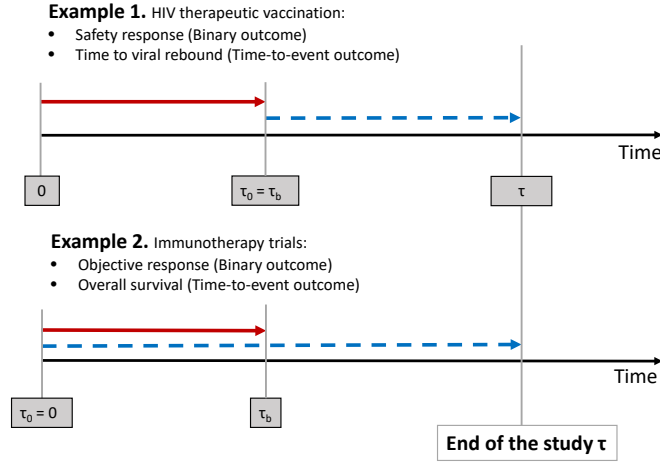 Example 1. HIV therapeutic vaccination:
• Safety response (Binary outcome)
• Time to viral rebound (Time-to-event outcome)
Time
0
τ₀ = τ_b
τ
Example 2. Immunotherapy trials:
• Objective response (Binary outcome)
• Overall survival (Time-to-event outcome)
Time
τ₀ = 0
τ_b
End of the study τ